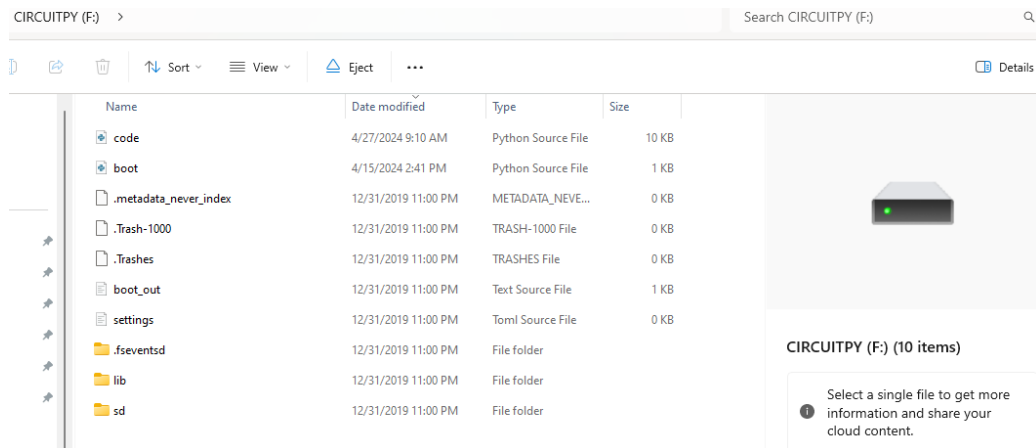 CIRCUITPY (F:) >
Search CIRCUITPY (F:)
Sort View Eject ... Details
Name Date modified Type Size
code 4/27/2024 9:10 AM Python Source File 10 KB
boot 4/15/2024 2:41 PM Python Source File 1 KB
.metadata_never_index 12/31/2019 11:00 PM METADATA_NEVE... 0 KB
.Trash-1000 12/31/2019 11:00 PM TRASH-1000 File 0 KB
.Trashes 12/31/2019 11:00 PM TRASHES File 0 KB
boot_out 12/31/2019 11:00 PM Text Source File 1 KB
settings 12/31/2019 11:00 PM Toml Source File 0 KB
.fseventsd 12/31/2019 11:00 PM File folder
lib 12/31/2019 11:00 PM File folder
sd 12/31/2019 11:00 PM File folder
CIRCUITPY (F:) (10 items)
Select a single file to get more
information and share your
cloud content.